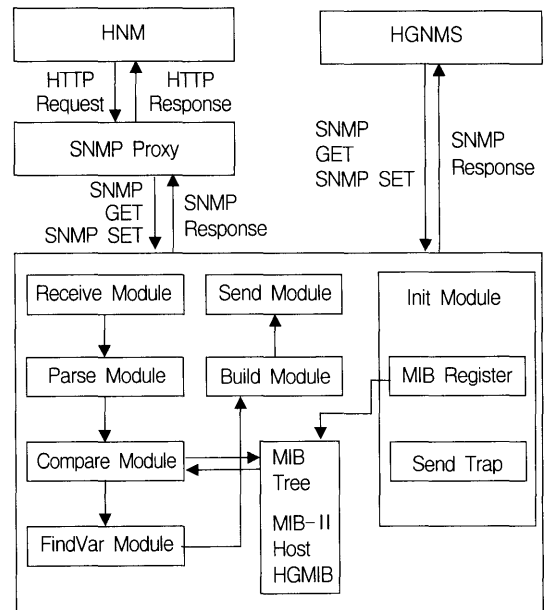 HNM
HGNMS
HTTP
Request
HTTP
Response
SNMP Proxy
SNMP
GET
SNMP SET
SNMP
Response
SNMP
GET
SNMP SET
SNMP
Response
Receive Module
Send Module
Init Module
Parse Module
Build Module
MIB Register
Compare Module
MIB
Tree
MIB-II
Host
HGMIB
Send Trap
FindVar Module